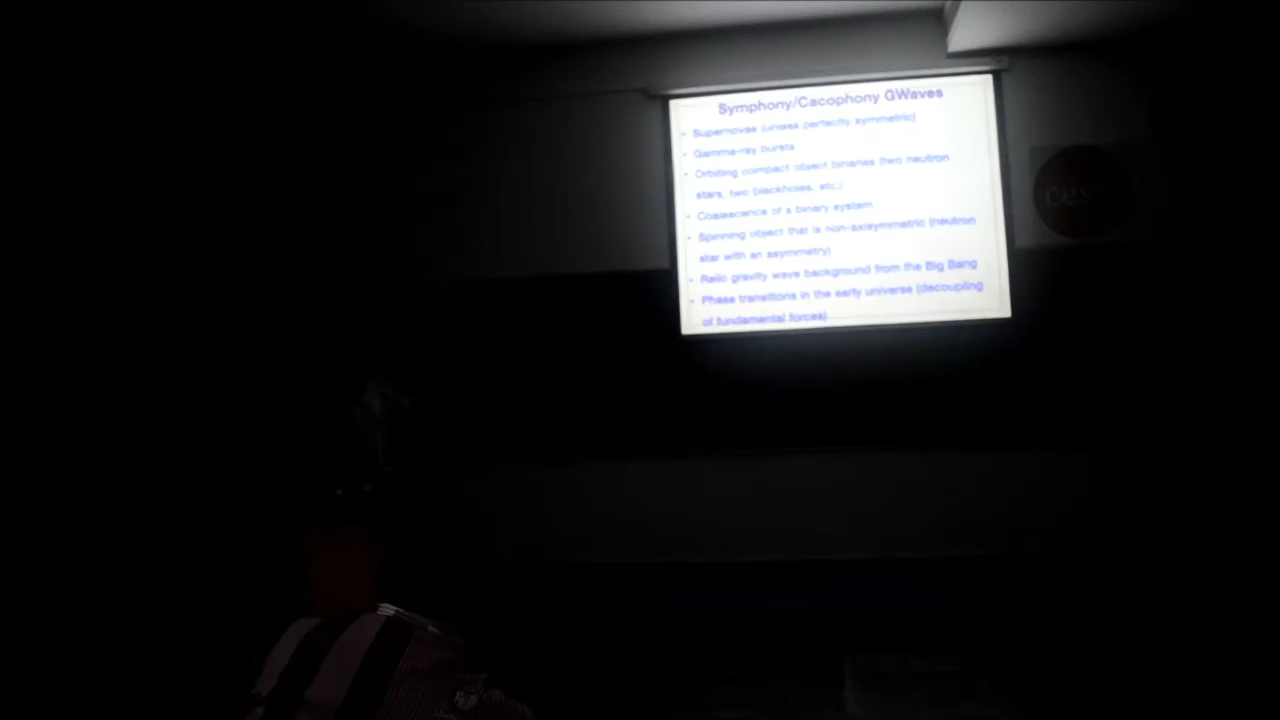 Symphony/Cacophony GWaves
• Supernovae (unless perfectly symmetric)
• Gamma-ray bursts
• Orbiting compact object binaries (two neutron
stars, two blackholes, etc.)
• Coalescence of a binary system
• Spinning object that is non-axisymmetric (neutron
star with an asymmetry)
• Relic gravity wave background from the Big Bang
• Phase transitions in the early universe (decoupling
of fundamental forces)